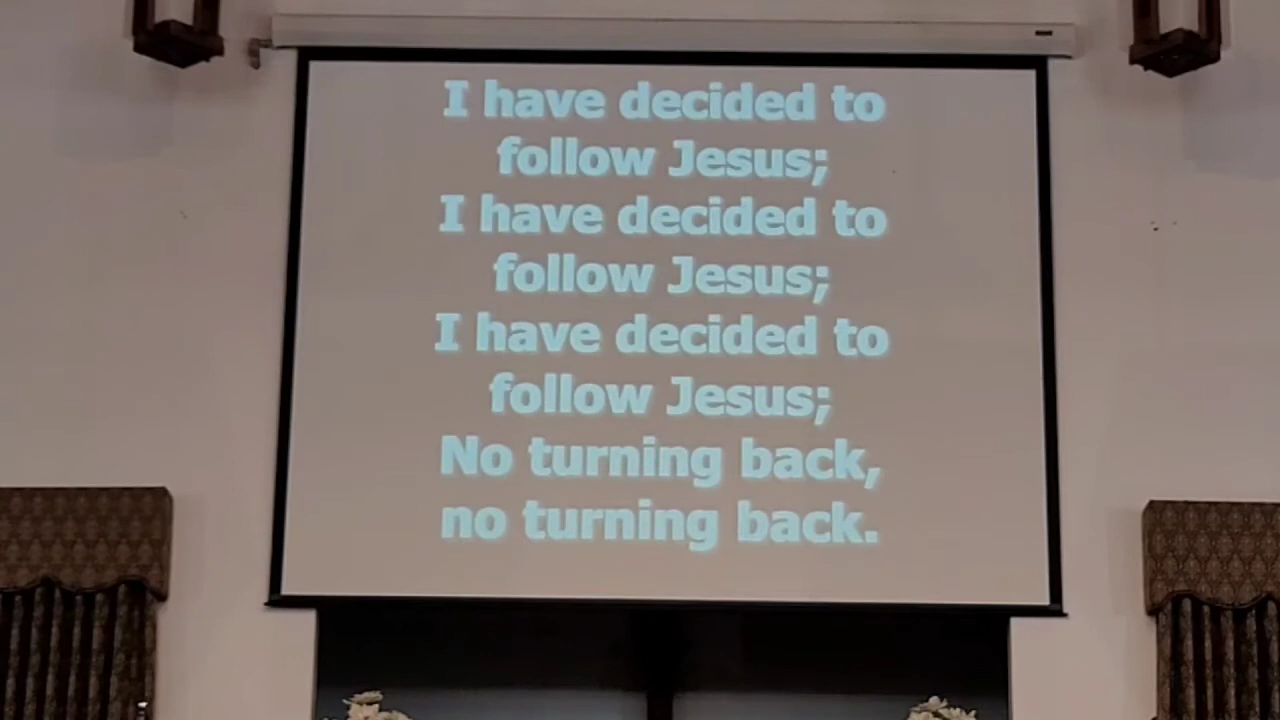 I have decided to
follow Jesus;
I have decided to
follow Jesus;
I have decided to
follow Jesus;
No turning back,
no turning back.